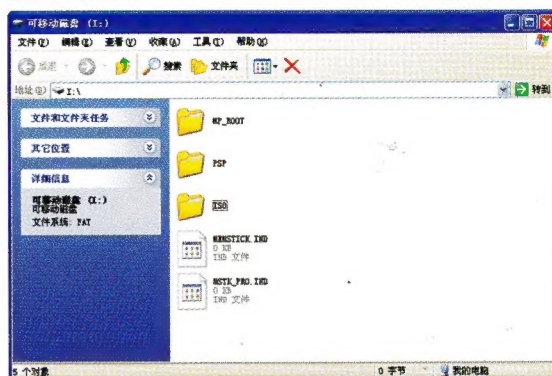 可移动磁盘 (I:)
文件(F) 编辑(E) 查看(V) 收藏(A) 工具(T) 帮助(H)
后退 搜索 文件夹
地址(D) I:\ 转到
文件和文件夹任务
其它位置
详细信息
可移动磁盘 (I:)
可移动磁盘
文件系统: FAT
MP_ROOT
PSP
ISO
MEMSTICK.IND
0 KB
IND 文件
MSTK_PRO.IND
0 KB
IND 文件
5 个对象 0 字节 我的电脑